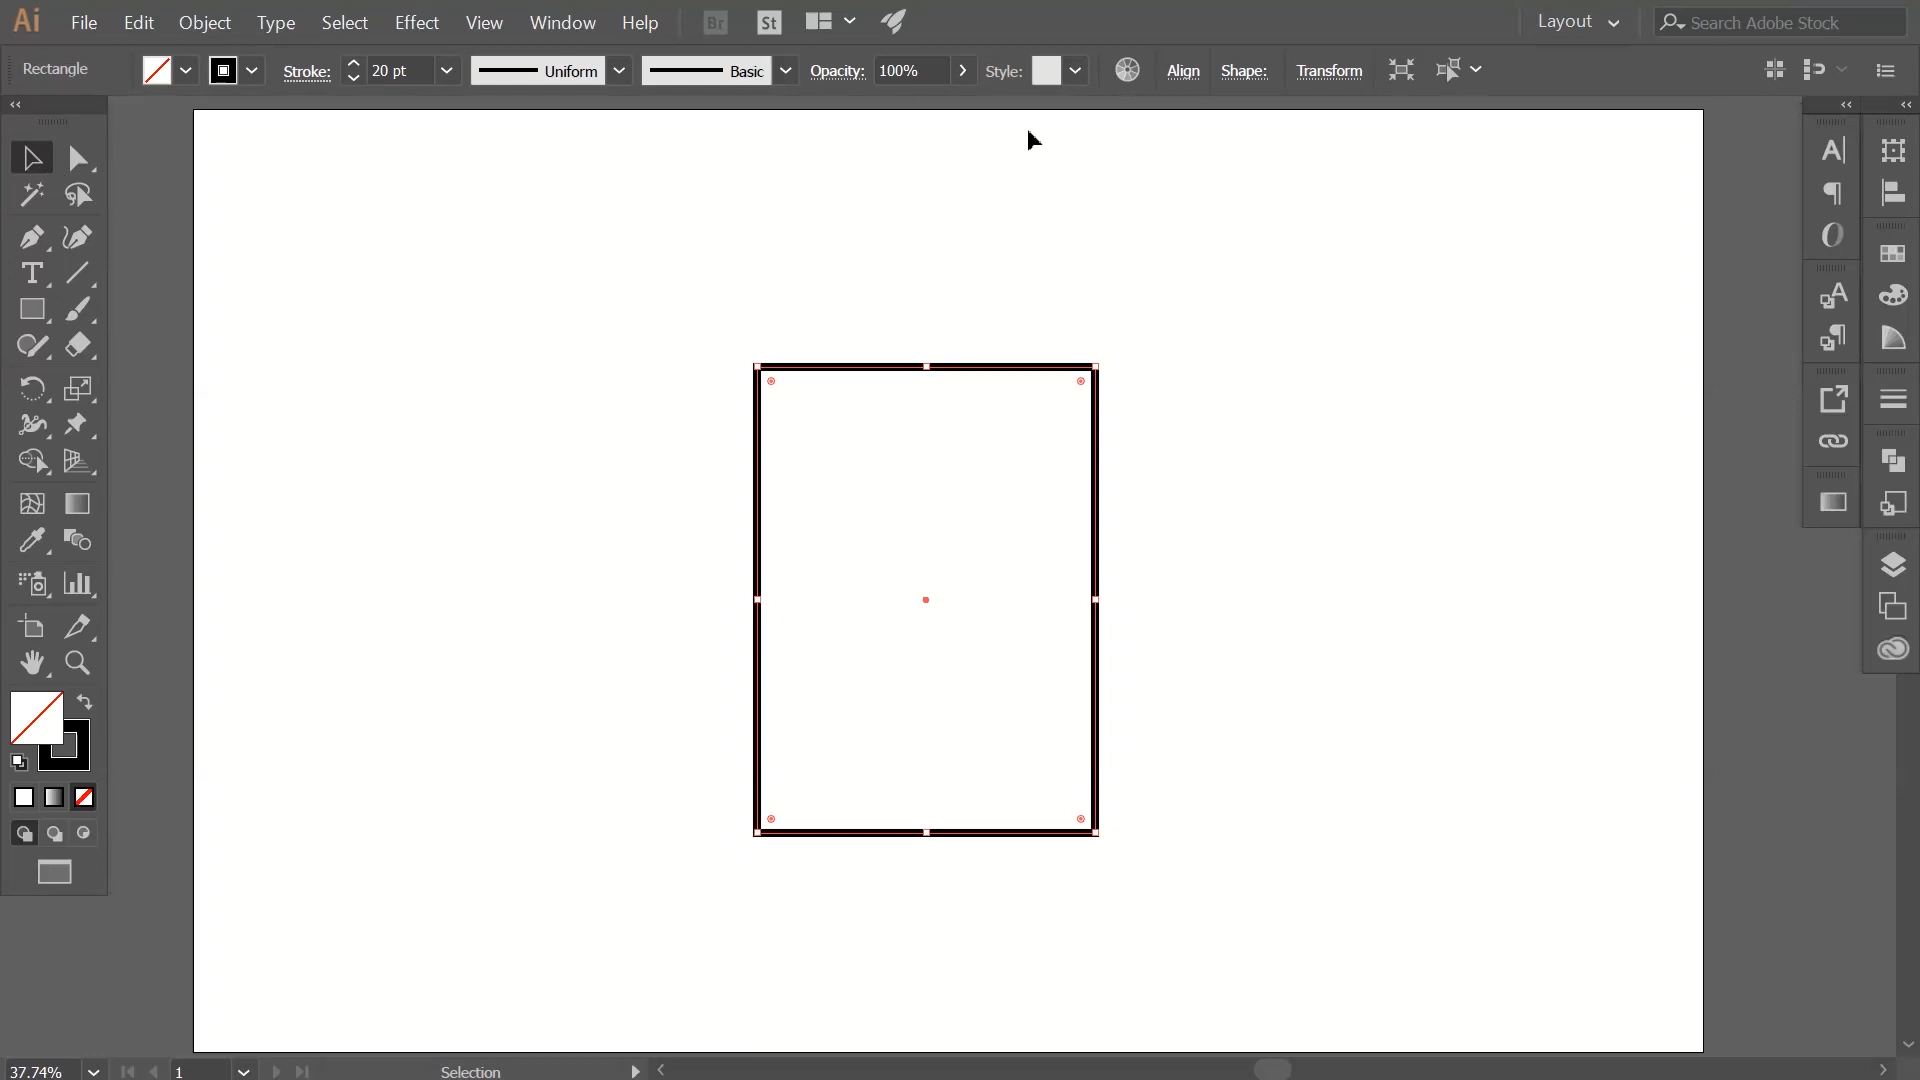 Ai File Edit Object Type Select Effect View Window Help Br St Layout Search Adobe Stock
Rectangle Stroke: 20 pt Uniform Basic Opacity: 100% Style: Align Shape: Transform
37.74% 1 Selection